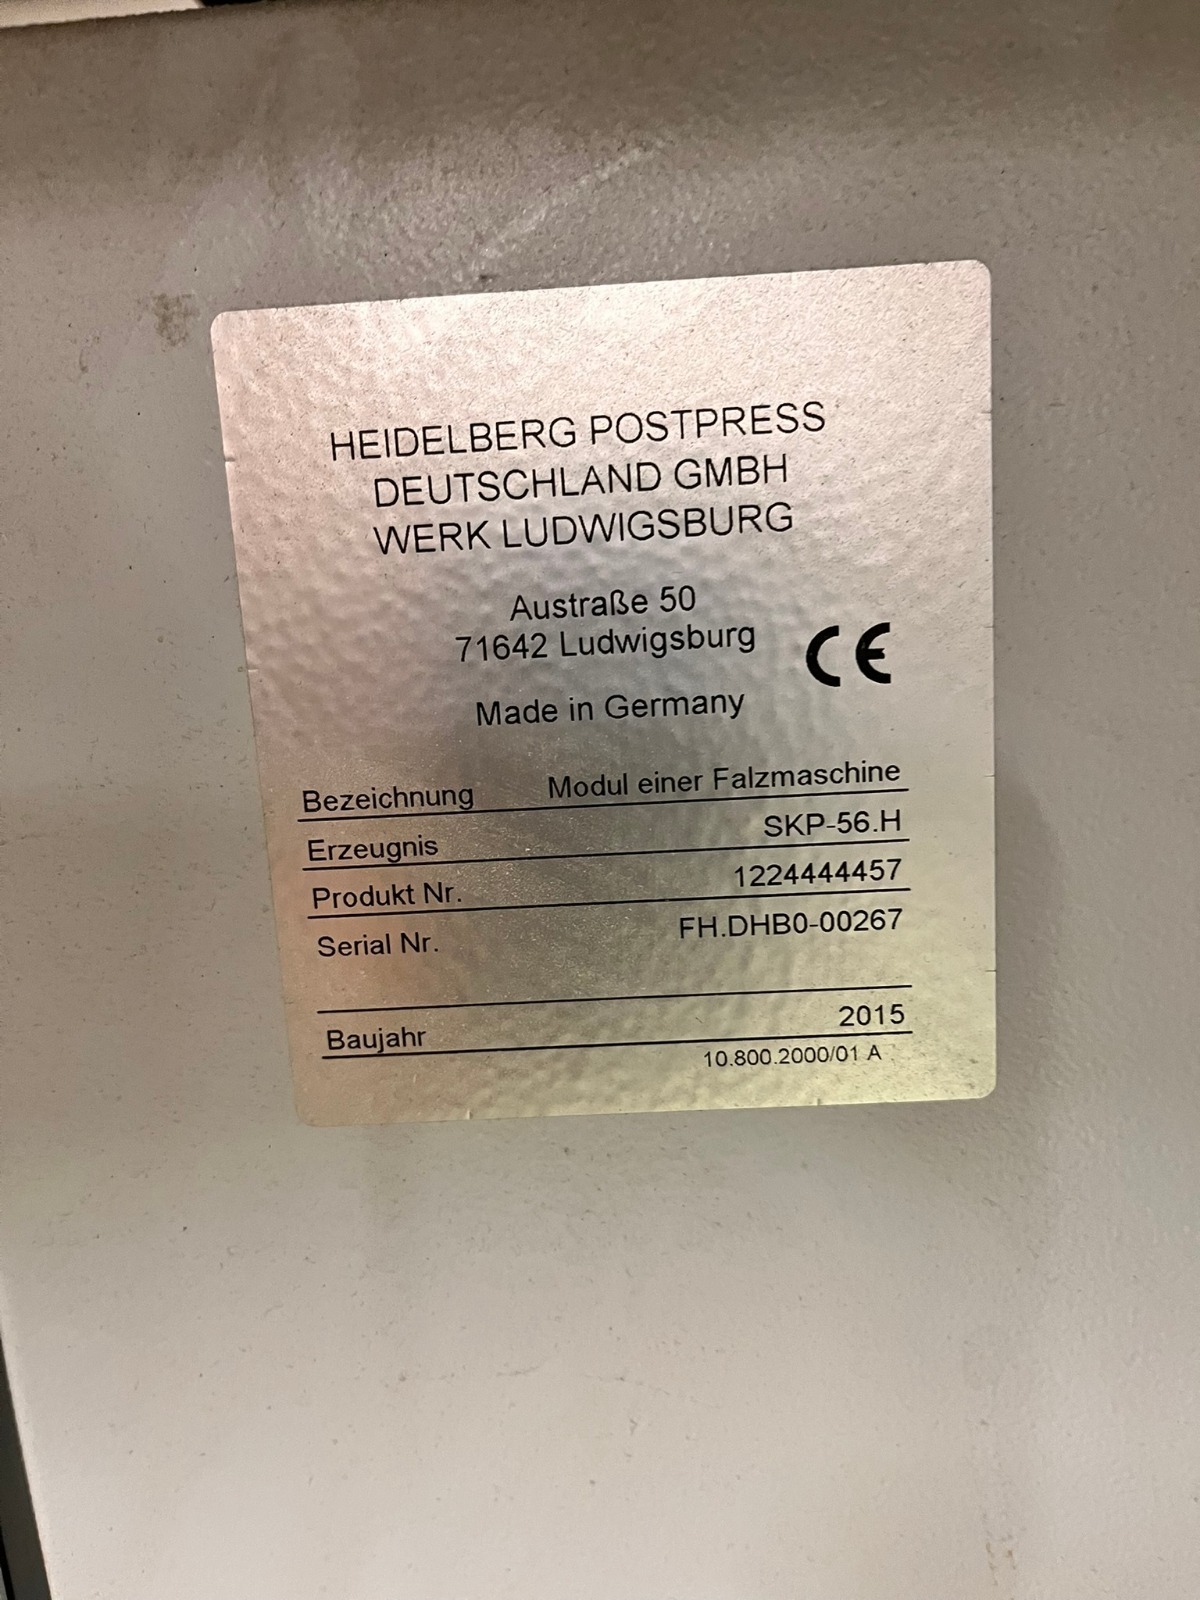 HEIDELBERG POSTPRESS
DEUTSCHLAND GMBH
WERK LUDWIGSBURG
Austraße 50
71642 Ludwigsburg
CE
Made in Germany
Bezeichnung Modul einer Falzmaschine
Erzeugnis SKP-56.H
Produkt Nr. 1224444457
Serial Nr. FH.DHB0-00267
Baujahr 2015
10.800.2000/01 A